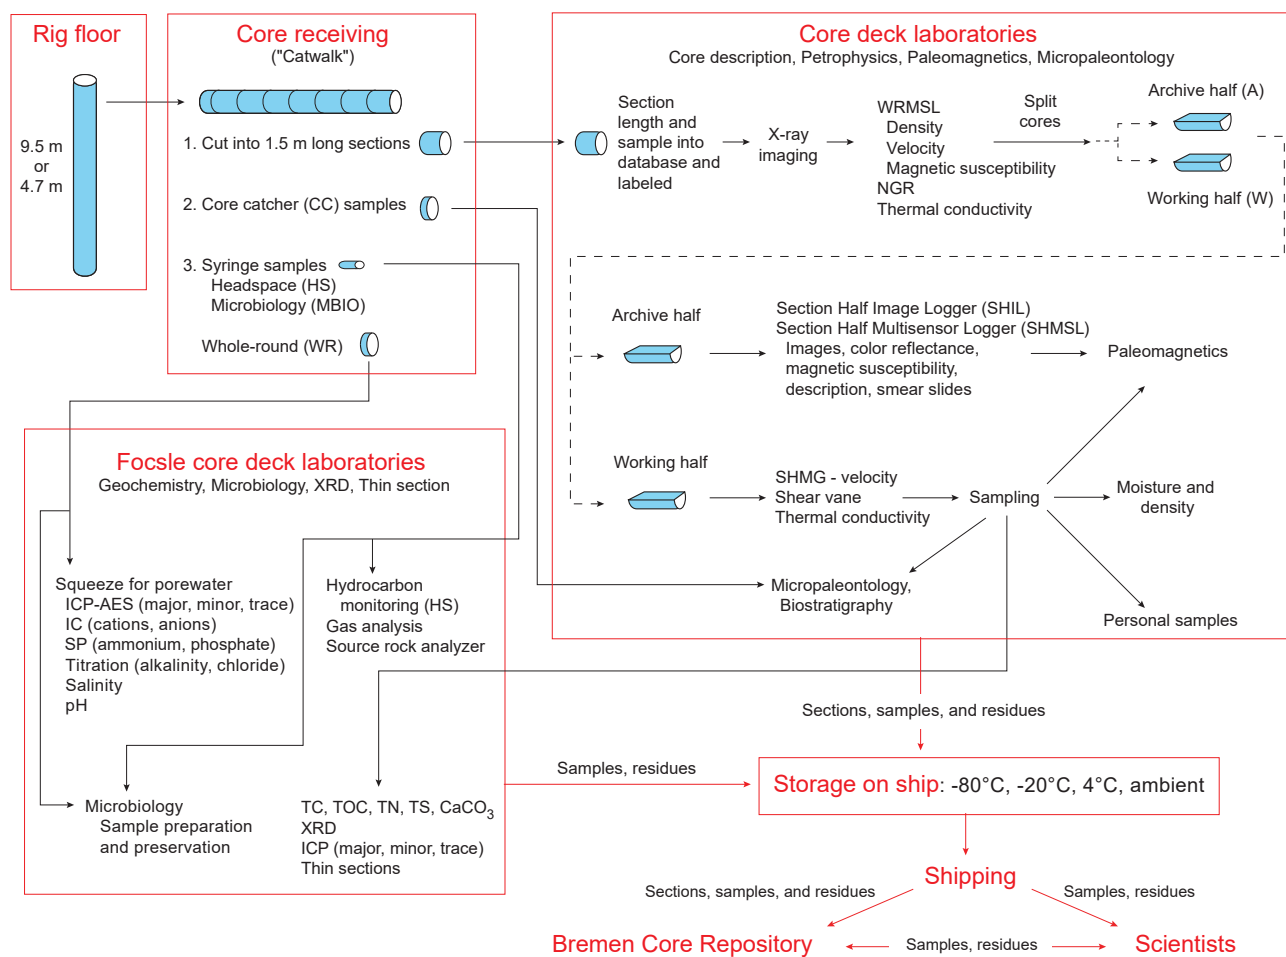 Rig floor
9.5 m
or
4.7 m
Core receiving
("Catwalk")
1. Cut into 1.5 m long sections
2. Core catcher (CC) samples
3. Syringe samples
Headspace (HS)
Microbiology (MBIO)
Whole-round (WR)
Core deck laboratories
Core description, Petrophysics, Paleomagnetics, Micropaleontology
Section
length and
sample into
database and
labeled
X-ray
imaging
WRMSL
Density
Velocity
Magnetic susceptibility
NGR
Thermal conductivity
Split
cores
Archive half (A)
Working half (W)
Archive half
Section Half Image Logger (SHIL)
Section Half Multisensor Logger (SHMSL)
Images, color reflectance,
magnetic susceptibility,
description, smear slides
Paleomagnetics
Working half
SHMG - velocity
Shear vane
Thermal conductivity
Sampling
Moisture and
density
Micropaleontology,
Biostratigraphy
Personal samples
Focsle core deck laboratories
Geochemistry, Microbiology, XRD, Thin section
Squeeze for porewater
ICP-AES (major, minor, trace)
IC (cations, anions)
SP (ammonium, phosphate)
Titration (alkalinity, chloride)
Salinity
pH
Hydrocarbon
monitoring (HS)
Gas analysis
Source rock analyzer
Microbiology
Sample preparation
and preservation
TC, TOC, TN, TS, CaCO3
XRD
ICP (major, minor, trace)
Thin sections
Sections, samples, and residues
Samples, residues
Storage on ship: -80°C, -20°C, 4°C, ambient
Shipping
Sections, samples, and residues
Samples, residues
Bremen Core Repository
Samples, residues
Scientists